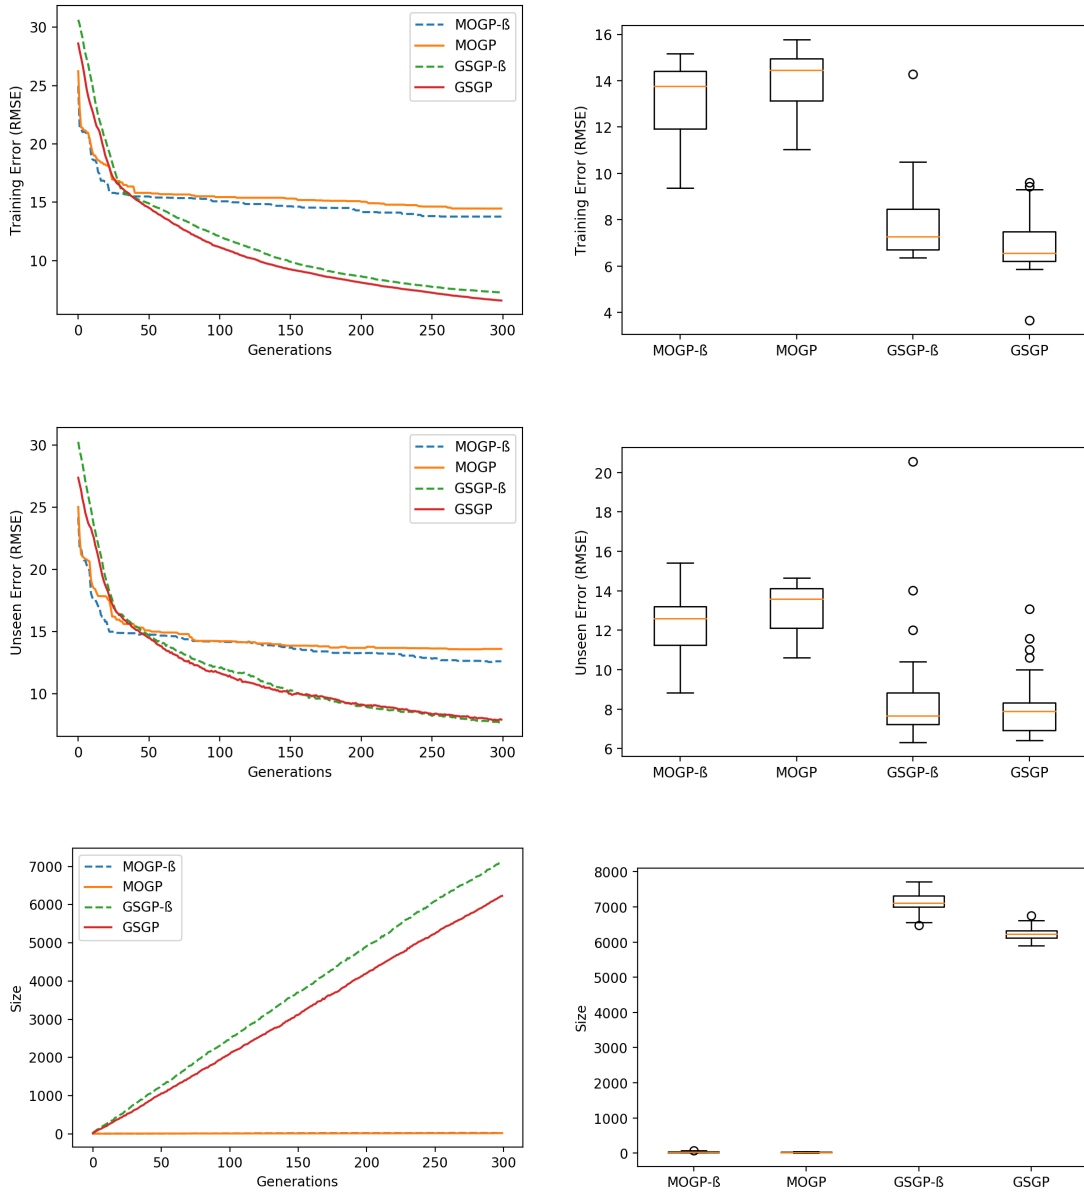 30
25
20
15
10
Training Error (RMSE)
0 50 100 150 200 250 300
Generations
MOGP-ß
MOGP
GSGP-ß
GSGP
16
14
12
10
8
6
4
Training Error (RMSE)
MOGP-ß MOGP GSGP-ß GSGP
30
25
20
15
10
Unseen Error (RMSE)
0 50 100 150 200 250 300
Generations
MOGP-ß
MOGP
GSGP-ß
GSGP
20
18
16
14
12
10
8
6
Unseen Error (RMSE)
MOGP-ß MOGP GSGP-ß GSGP
7000
6000
5000
4000
3000
2000
1000
0
Size
0 50 100 150 200 250 300
Generations
MOGP-ß
MOGP
GSGP-ß
GSGP
8000
7000
6000
5000
4000
3000
2000
1000
0
Size
MOGP-ß MOGP GSGP-ß GSGP